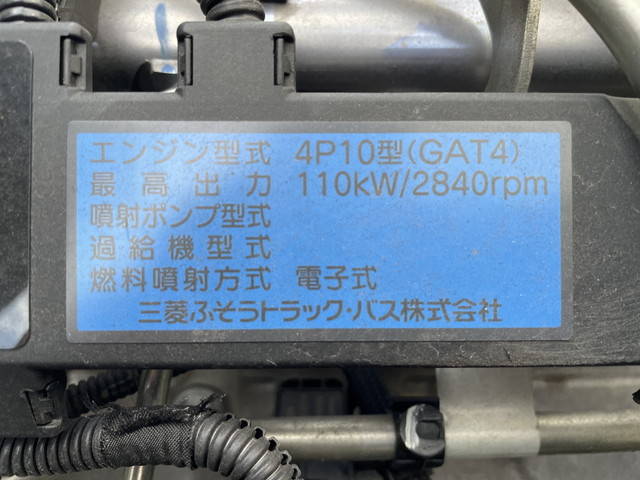 エンジン型式 4P10型(GAT4)
最高出力 110kW/2840rpm
噴射ポンプ型式
過給機型式
燃料噴射方式 電子式
三菱ふそうトラック・バス株式会社